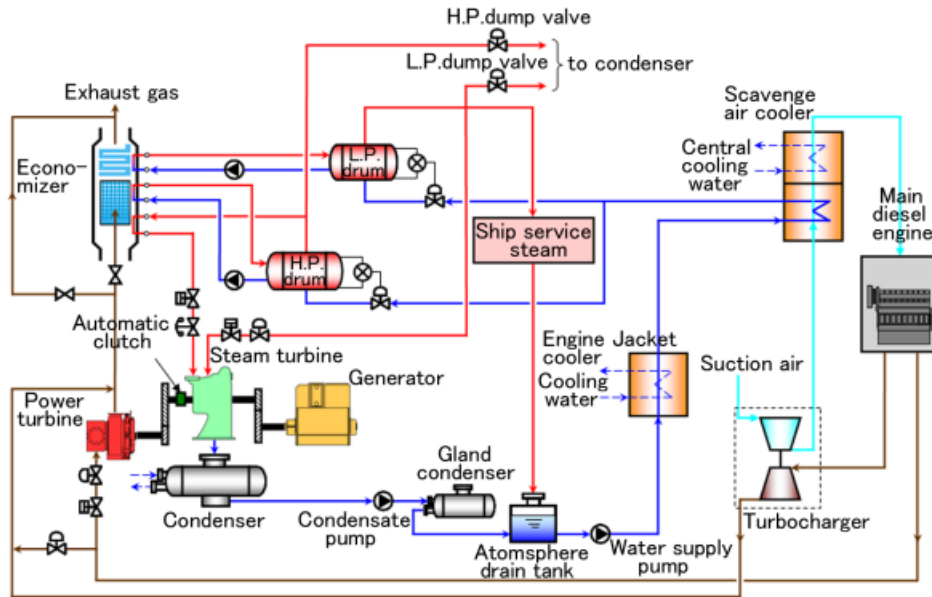 H.P.dump valve
L.P.dump valve
to condenser
Exhaust gas
Scavenge
air cooler
Econo-
mizer
L.P.
drum
Central
cooling
water
Main
diesel
engine
Ship service
steam
H.P.
drum
Automatic
clutch
Steam turbine
Engine Jacket
cooler
Cooling
water
Suction air
Generator
Power
turbine
Gland
condenser
Condenser
Condensate
pump
Atomsphere
drain tank
Water supply
pump
Turbocharger